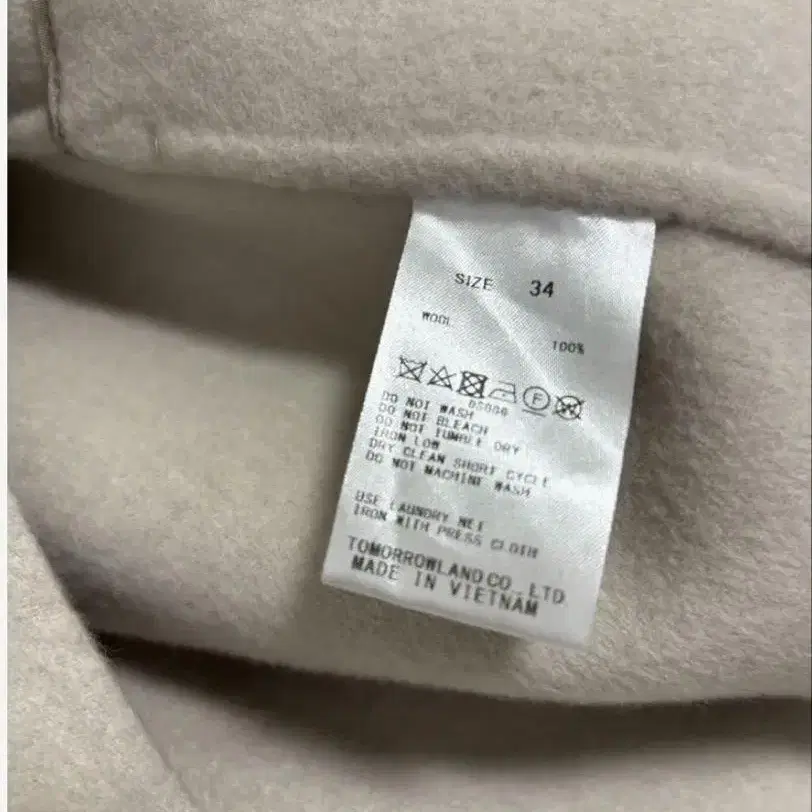 SIZE 34
WOOL
100%
DO NOT WASH
DO NOT BLEACH
DO NOT TUMBLE DRY
IRON LOW
DRY CLEAN SHORT CYCLE
DO NOT MACHINE WASH
USE LAUNDRY NET
IRON WITH PRESS CLOTH
TOMORROWLAND CO., LTD
MADE IN VIETNAM